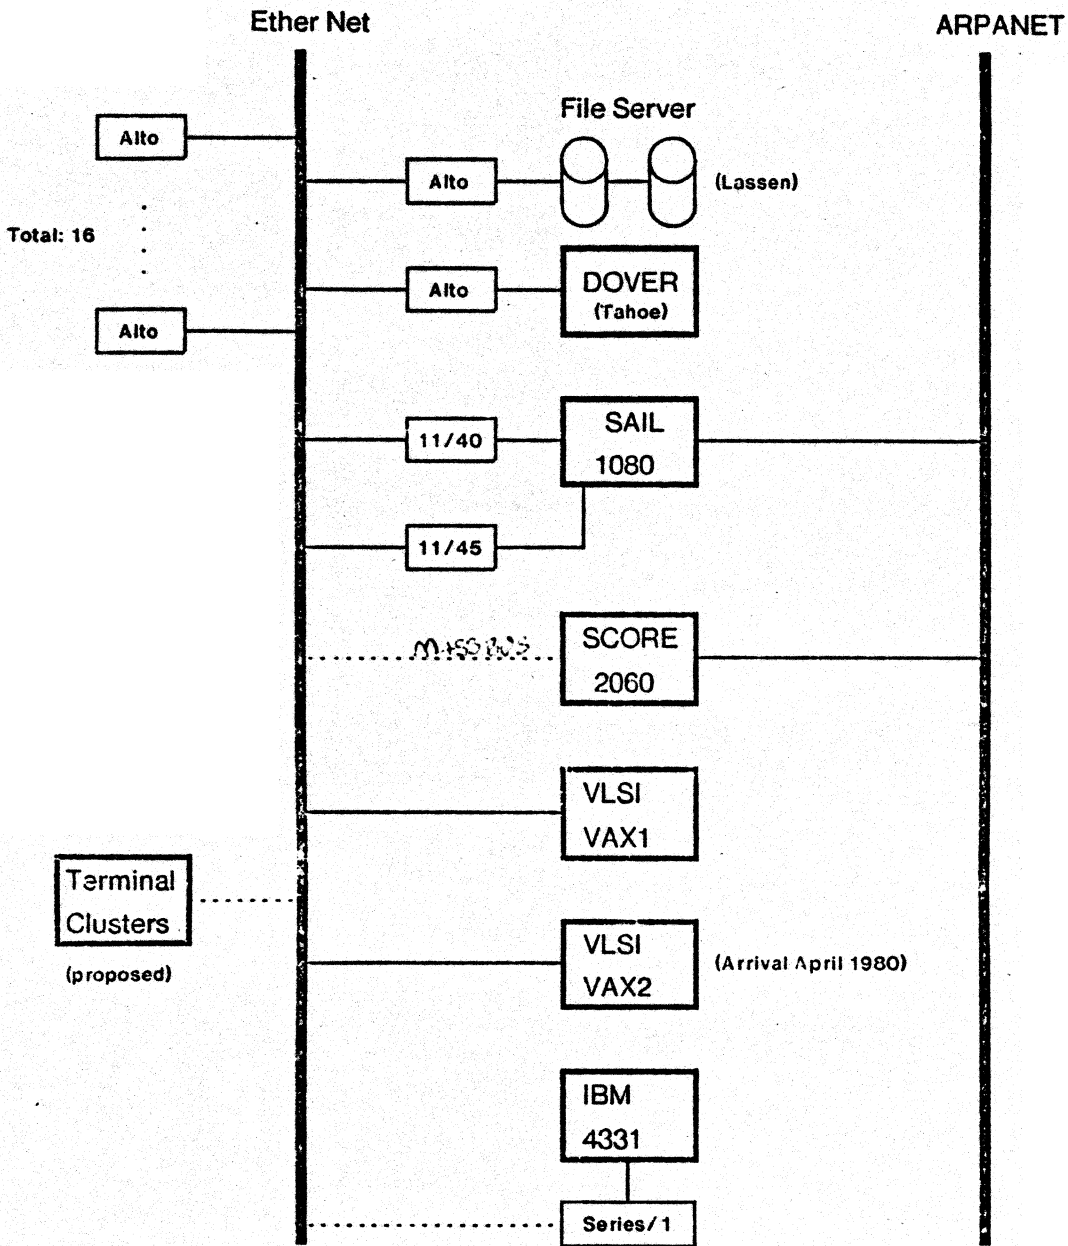 Ether Net
ARPANET
File Server
Alto
Alto
(Lassen)
Total: 16
Alto
DOVER
(Tahoe)
Alto
11/40
SAIL
1080
11/45
MASSBUS
SCORE
2060
VLSI
VAX1
Terminal
Clusters
(proposed)
VLSI
VAX2
(Arrival April 1980)
IBM
4331
Series/1